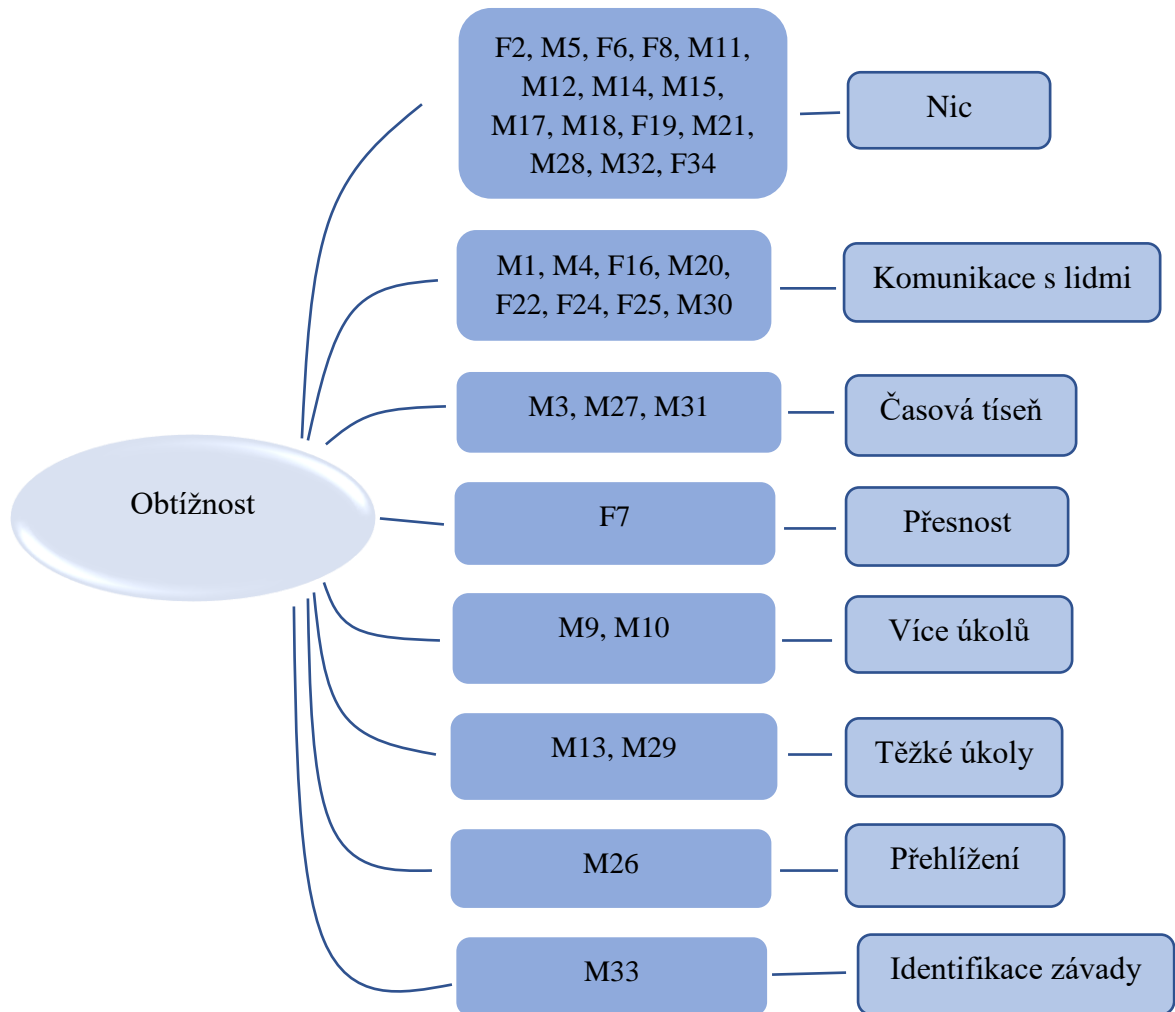 F2, M5, F6, F8, M11,
M12, M14, M15,
M17, M18, F19, M21,
M28, M32, F34
Nic
M1, M4, F16, M20,
F22, F24, F25, M30
Komunikace s lidmi
M3, M27, M31
Časová tíseň
Obtížnost
F7
Přesnost
M9, M10
Více úkolů
M13, M29
Těžké úkoly
M26
Přehlížení
M33
Identifikace závady